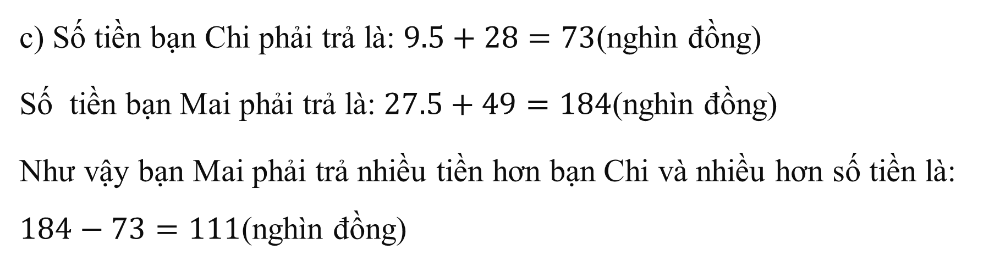 c) Số tiền bạn Chi phải trả là: 9.5 + 28 = 73(nghìn đồng)
Số tiền bạn Mai phải trả là: 27.5 + 49 = 184(nghìn đồng)
Như vậy bạn Mai phải trả nhiều tiền hơn bạn Chi và nhiều hơn số tiền là:
184 − 73 = 111(nghìn đồng)